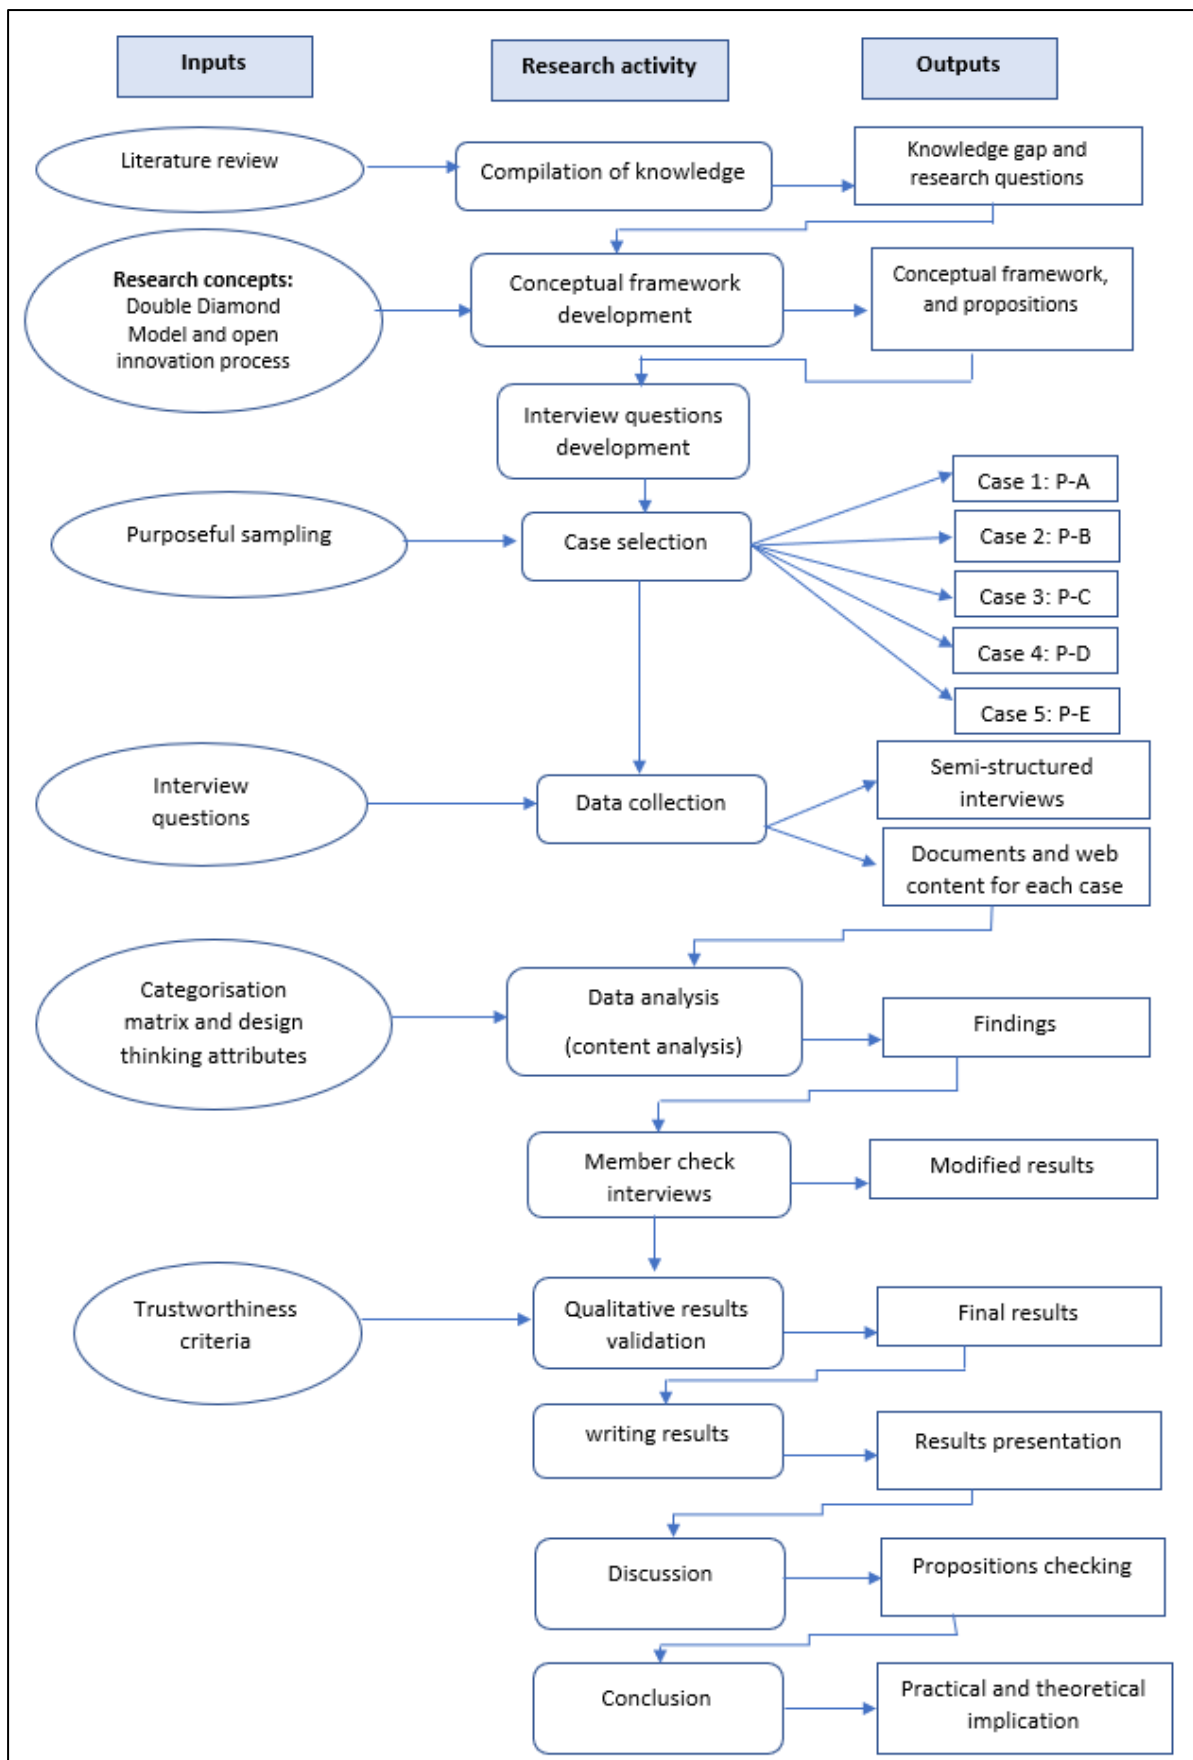 Inputs
Research activity
Outputs
Literature review
Compilation of knowledge
Knowledge gap and
research questions
Research concepts:
Double Diamond
Model and open
innovation process
Conceptual framework
development
Conceptual framework,
and propositions
Interview questions
development
Purposeful sampling
Case selection
Case 1: P-A
Case 2: P-B
Case 3: P-C
Case 4: P-D
Case 5: P-E
Interview
questions
Data collection
Semi-structured
interviews
Documents and web
content for each case
Categorisation
matrix and design
thinking attributes
Data analysis
(content analysis)
Findings
Member check
interviews
Modified results
Trustworthiness
criteria
Qualitative results
validation
Final results
writing results
Results presentation
Discussion
Propositions checking
Conclusion
Practical and theoretical
implication